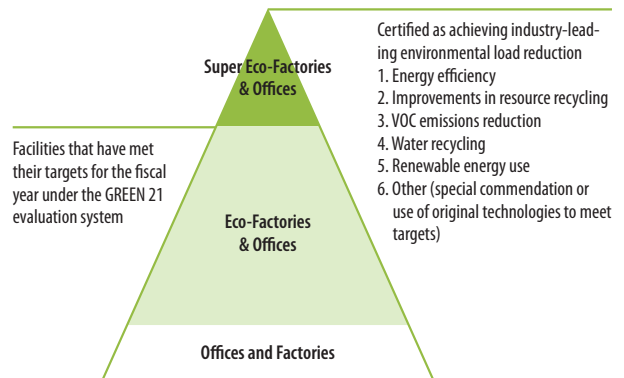 Super Eco-Factories
& Offices
Certified as achieving industry-lead-
ing environmental load reduction
1. Energy efficiency
2. Improvements in resource recycling
3. VOC emissions reduction
4. Water recycling
5. Renewable energy use
6. Other (special commendation or
use of original technologies to meet
targets)
Facilities that have met
their targets for the fiscal
year under the GREEN 21
evaluation system
Eco-Factories
& Offices
Offices and Factories